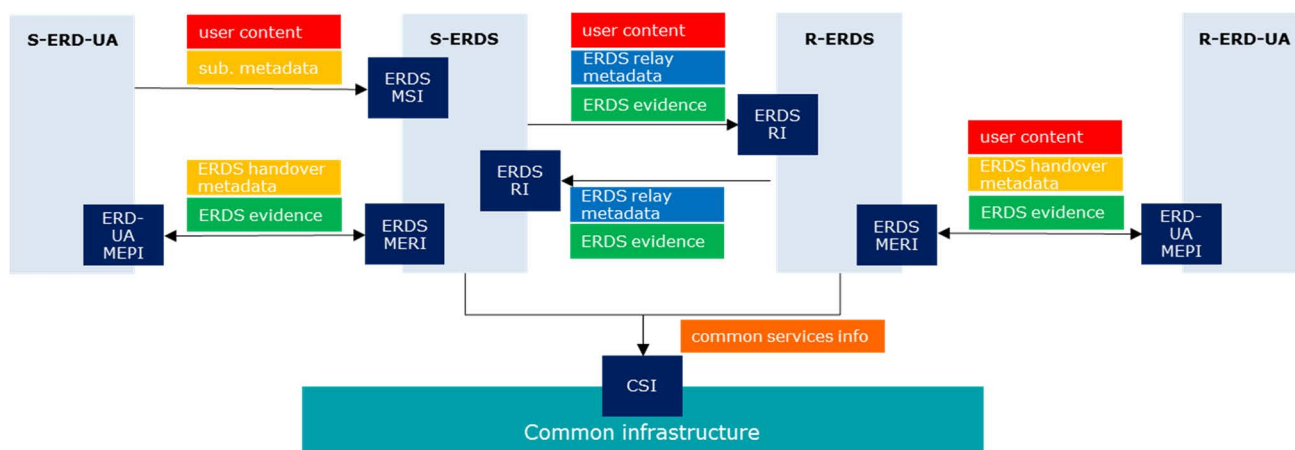 S-ERD-UA
user content
sub. metadata
ERDS
MSI
S-ERDS
user content
ERDS relay
metadata
ERDS evidence
R-ERDS
ERDS
RI
R-ERD-UA
ERDS handover
metadata
ERDS evidence
ERD-
UA
MEPI
ERDS
MERI
ERDS
RI
ERDS relay
metadata
ERDS evidence
user content
ERDS handover
metadata
ERDS evidence
ERDS
MERI
ERD-
UA
MEPI
common services info
CSI
Common infrastructure